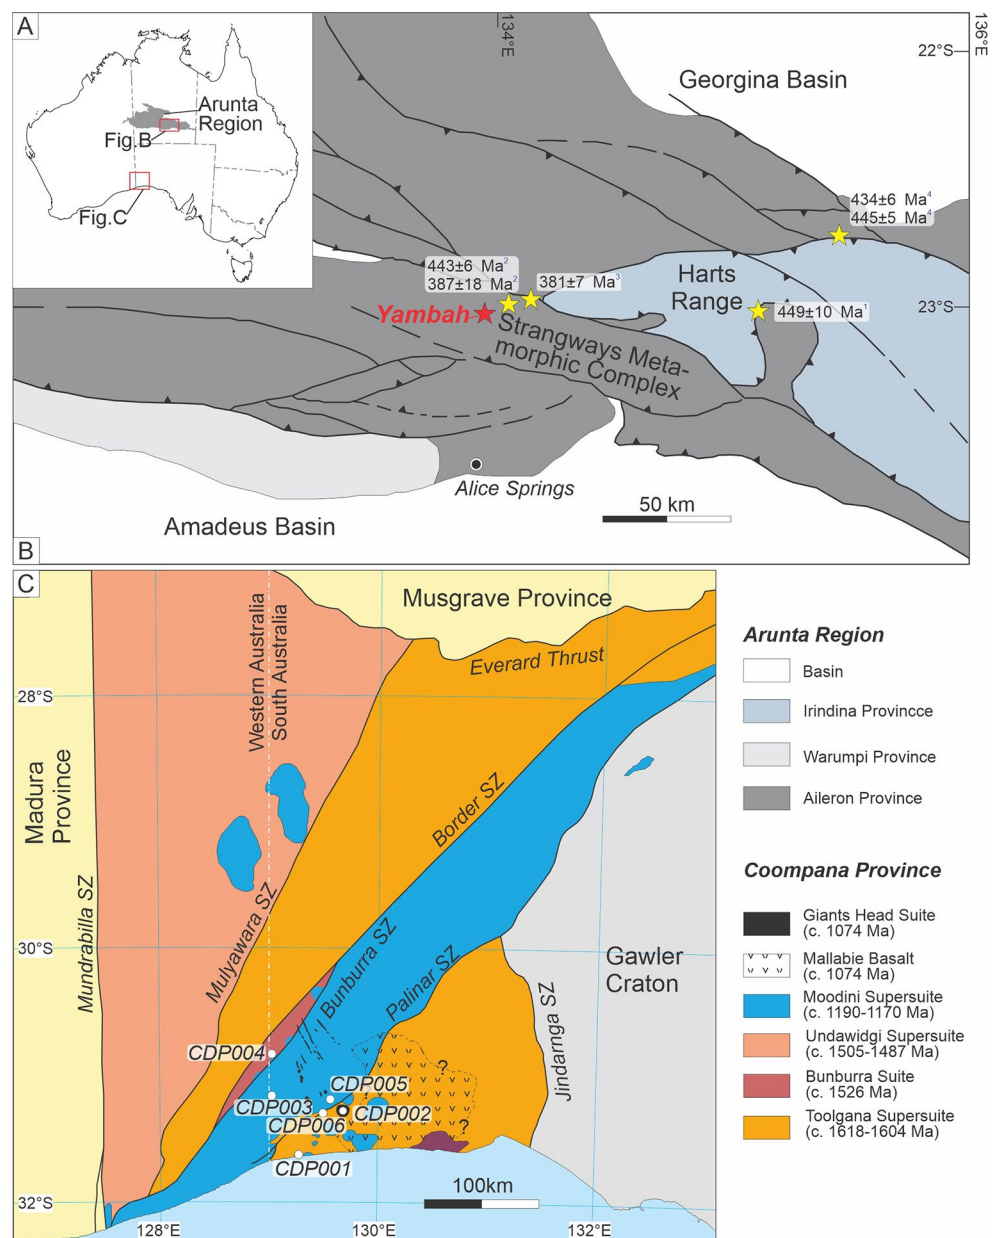 A
Arunta
Region
Fig.B
Fig.C
134°E
136°E
22°S
Georgina Basin
434±6 Ma4
445±5 Ma4
443±6 Ma2
387±18 Ma2
381±7 Ma3
Harts
Range
449±10 Ma1
23°S
Yambah
Strangways Meta-
morphic Complex
Alice Springs
50 km
Amadeus Basin
B
C
Western Australia
South Australia
Musgrave Province
Everard Thrust
28°S
Madura
Province
Border SZ
Mundrabilla SZ
Mulyawara SZ
30°S
Bunburra SZ
Palinar SZ
Gawler
Craton
Jindarnga SZ
CDP004
?
CDP005
CDP003
CDP002
CDP006
?
CDP001
100km
32°S
128°E
130°E
132°E
Arunta Region
Basin
Irindina Provincce
Warumpi Province
Aileron Province
Coompana Province
Giants Head Suite
(c. 1074 Ma)
Mallabie Basalt
(c. 1074 Ma)
Moodini Supersuite
(c. 1190-1170 Ma)
Undawidgi Supersuite
(c. 1505-1487 Ma)
Bunburra Suite
(c. 1526 Ma)
Toolgana Supersuite
(c. 1618-1604 Ma)